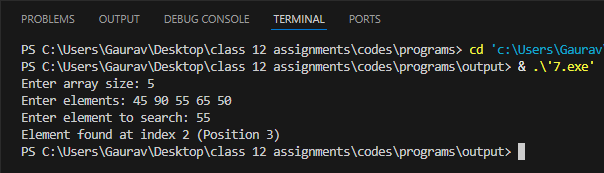 PROBLEMS OUTPUT DEBUG CONSOLE TERMINAL PORTS
PS C:\Users\Gaurav\Desktop\class 12 assignments\codes\programs> cd 'c:\Users\Gaurav\
PS C:\Users\Gaurav\Desktop\class 12 assignments\codes\programs\output> & .\'7.exe'
Enter array size: 5
Enter elements: 45 90 55 65 50
Enter element to search: 55
Element found at index 2 (Position 3)
PS C:\Users\Gaurav\Desktop\class 12 assignments\codes\programs\output>